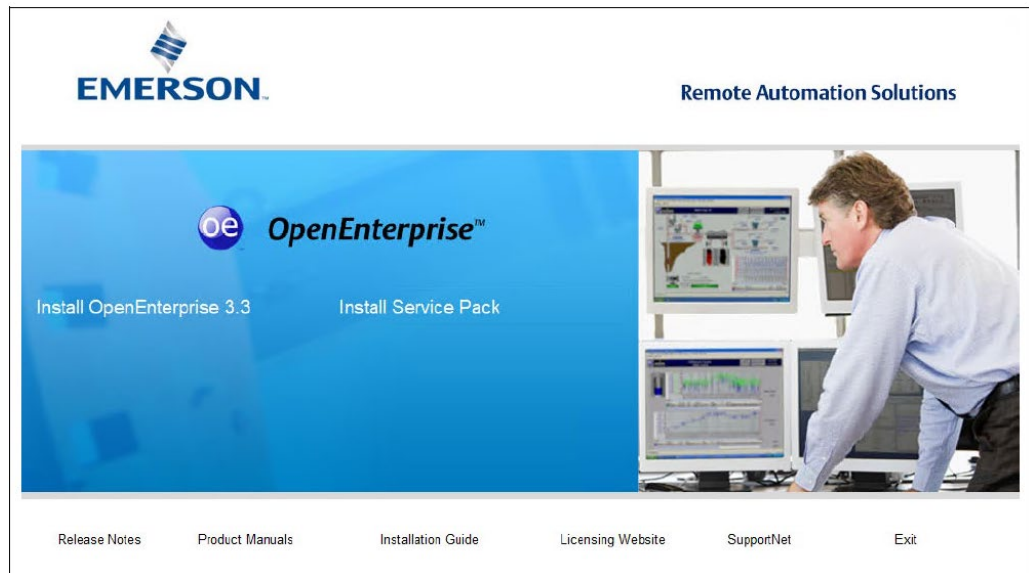 EMERSON™
Remote Automation Solutions
oe OpenEnterprise™
Install OpenEnterprise 3.3
Install Service Pack
Release Notes
Product Manuals
Installation Guide
Licensing Website
SupportNet
Exit